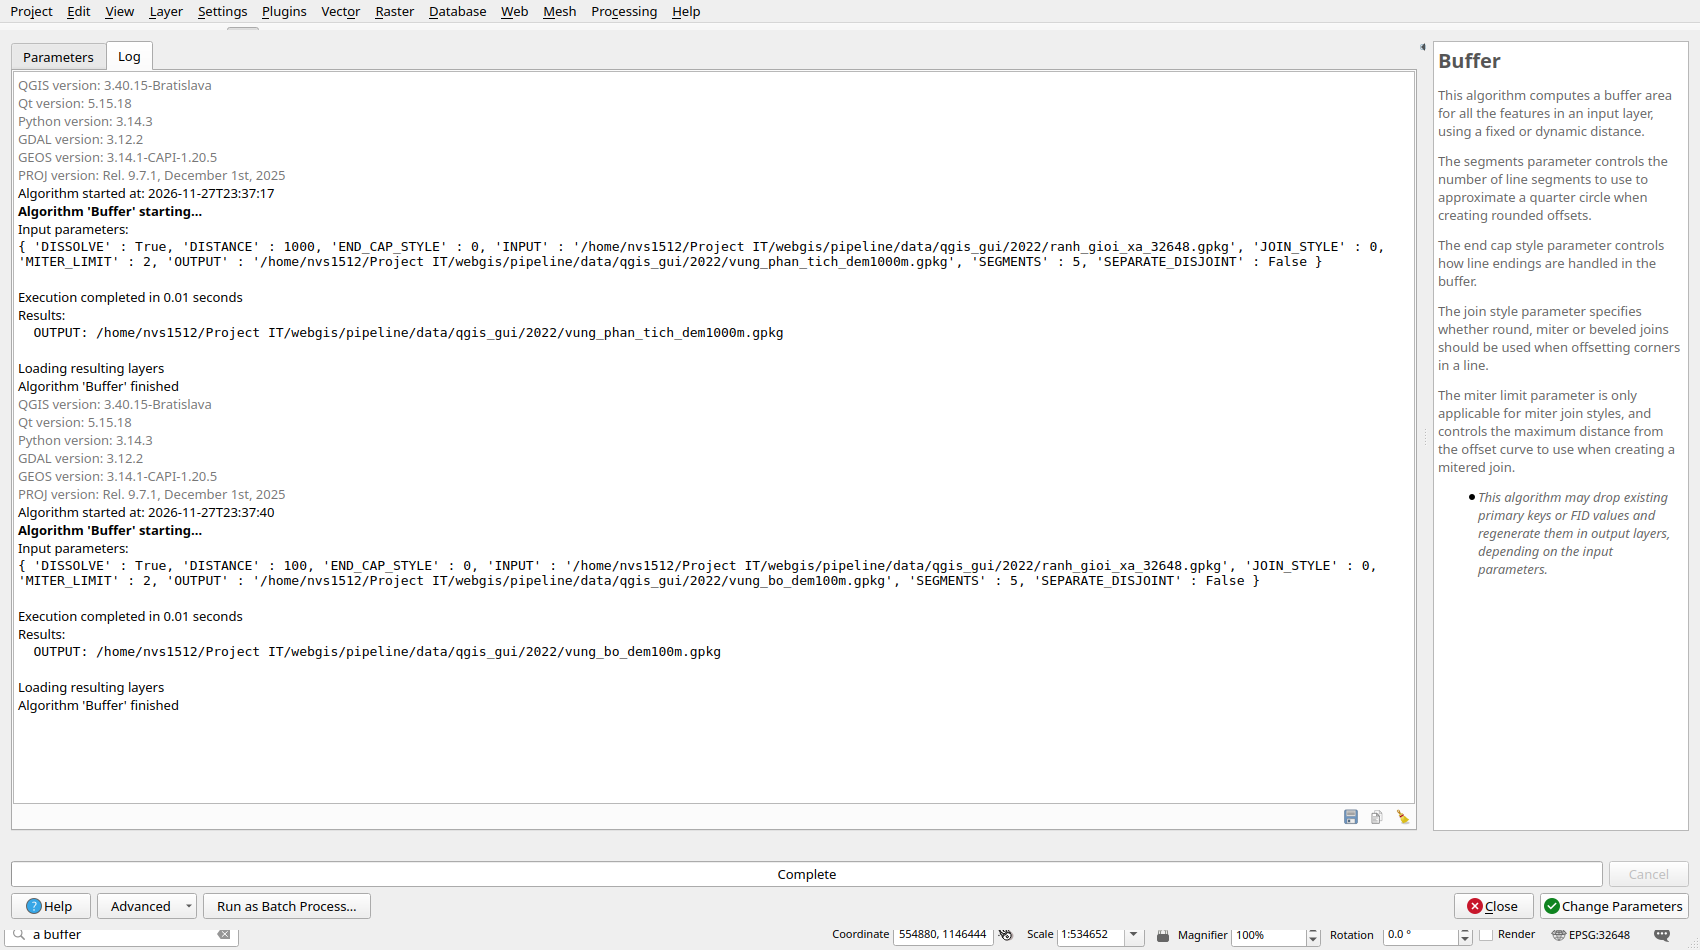 Project Edit View Layer Settings Plugins Vector Raster Database Web Mesh Processing Help
Parameters Log
QGIS version: 3.40.15-Bratislava
Qt version: 5.15.18
Python version: 3.14.3
GDAL version: 3.12.2
GEOS version: 3.14.1-CAPI-1.20.5
PROJ version: Rel. 9.7.1, December 1st, 2025
Algorithm started at: 2026-11-27T23:37:17
Algorithm 'Buffer' starting...
Input parameters:
{ 'DISSOLVE' : True, 'DISTANCE' : 1000, 'END_CAP_STYLE' : 0, 'INPUT' : '/home/nvs1512/Project IT/webgis/pipeline/data/qgis_gui/2022/ranh_gioi_xa_32648.gpkg', 'JOIN_STYLE' : 0,
'MITER_LIMIT' : 2, 'OUTPUT' : '/home/nvs1512/Project IT/webgis/pipeline/data/qgis_gui/2022/vung_phan_tich_dem1000m.gpkg', 'SEGMENTS' : 5, 'SEPARATE_DISJOINT' : False }
Execution completed in 0.01 seconds
Results:
OUTPUT: /home/nvs1512/Project IT/webgis/pipeline/data/qgis_gui/2022/vung_phan_tich_dem1000m.gpkg
Loading resulting layers
Algorithm 'Buffer' finished
QGIS version: 3.40.15-Bratislava
Qt version: 5.15.18
Python version: 3.14.3
GDAL version: 3.12.2
GEOS version: 3.14.1-CAPI-1.20.5
PROJ version: Rel. 9.7.1, December 1st, 2025
Algorithm started at: 2026-11-27T23:37:40
Algorithm 'Buffer' starting...
Input parameters:
{ 'DISSOLVE' : True, 'DISTANCE' : 100, 'END_CAP_STYLE' : 0, 'INPUT' : '/home/nvs1512/Project IT/webgis/pipeline/data/qgis_gui/2022/ranh_gioi_xa_32648.gpkg', 'JOIN_STYLE' : 0,
'MITER_LIMIT' : 2, 'OUTPUT' : '/home/nvs1512/Project IT/webgis/pipeline/data/qgis_gui/2022/vung_bo_dem100m.gpkg', 'SEGMENTS' : 5, 'SEPARATE_DISJOINT' : False }
Execution completed in 0.01 seconds
Results:
OUTPUT: /home/nvs1512/Project IT/webgis/pipeline/data/qgis_gui/2022/vung_bo_dem100m.gpkg
Loading resulting layers
Algorithm 'Buffer' finished
Buffer
This algorithm computes a buffer area
for all the features in an input layer,
using a fixed or dynamic distance.
The segments parameter controls the
number of line segments to use to
approximate a quarter circle when
creating rounded offsets.
The end cap style parameter controls
how line endings are handled in the
buffer.
The join style parameter specifies
whether round, miter or beveled joins
should be used when offsetting corners
in a line.
The miter limit parameter is only
applicable for miter join styles, and
controls the maximum distance from
the offset curve to use when creating a
mitered join.
• This algorithm may drop existing
primary keys or FID values and
regenerate them in output layers,
depending on the input
parameters.
Complete
Cancel
Help Advanced Run as Batch Process... Close Change Parameters
a buffer Coordinate 554880, 1146444 Scale 1:534652 Magnifier 100% Rotation 0.0 ° Render EPSG:32648